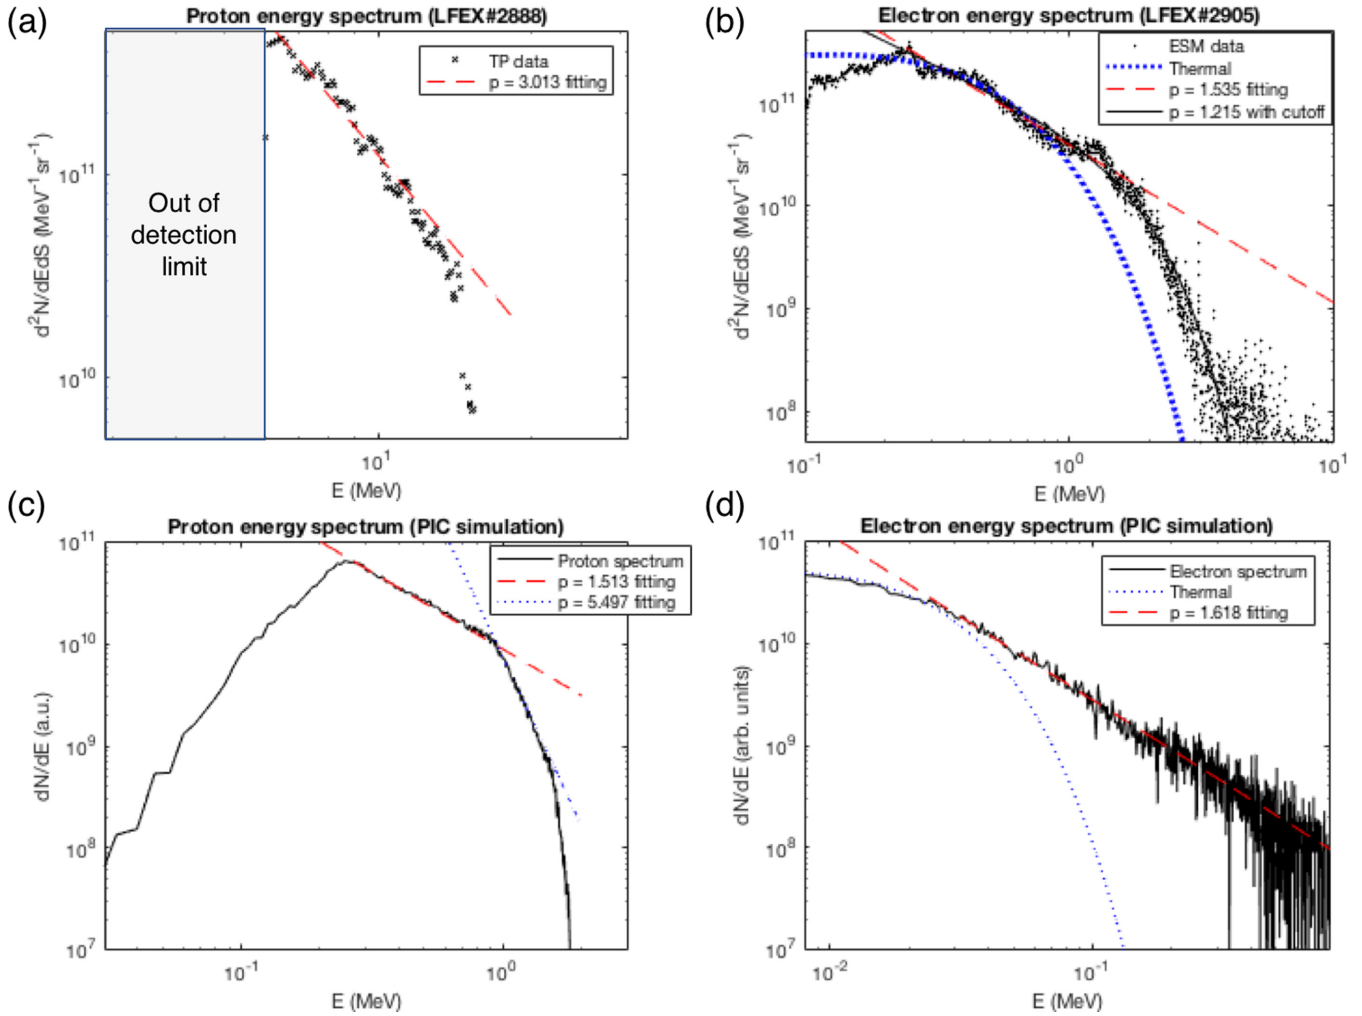 (a)
Proton energy spectrum (LFEX#2888)
TP data
p = 3.013 fitting
10¹¹
10¹⁰
d²N/dEdS (MeV⁻¹ sr⁻¹)
Out of
detection
limit
10¹
E (MeV)
(b)
Electron energy spectrum (LFEX#2905)
ESM data
Thermal
p = 1.535 fitting
p = 1.215 with cutoff
10¹¹
10¹⁰
10⁹
10⁸
d²N/dEdS (MeV⁻¹ sr⁻¹)
10⁻¹
10⁰
10¹
E (MeV)
(c)
Proton energy spectrum (PIC simulation)
Proton spectrum
p = 1.513 fitting
p = 5.497 fitting
10¹¹
10¹⁰
10⁹
10⁸
10⁷
dN/dE (a.u.)
10⁻¹
10⁰
E (MeV)
(d)
Electron energy spectrum (PIC simulation)
Electron spectrum
Thermal
p = 1.618 fitting
10¹¹
10¹⁰
10⁹
10⁸
10⁷
dN/dE (arb. units)
10⁻²
10⁻¹
E (MeV)